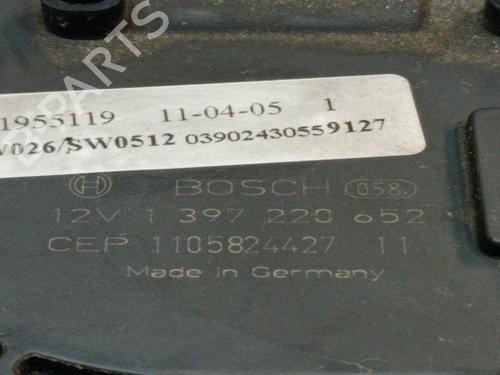 1955119 11-04-05 1
026/SW0512 03902430559127
BOSCH 058.
12V 1 397 220 652
CEP 1105824427 11
Made in Germany
B-PARTS